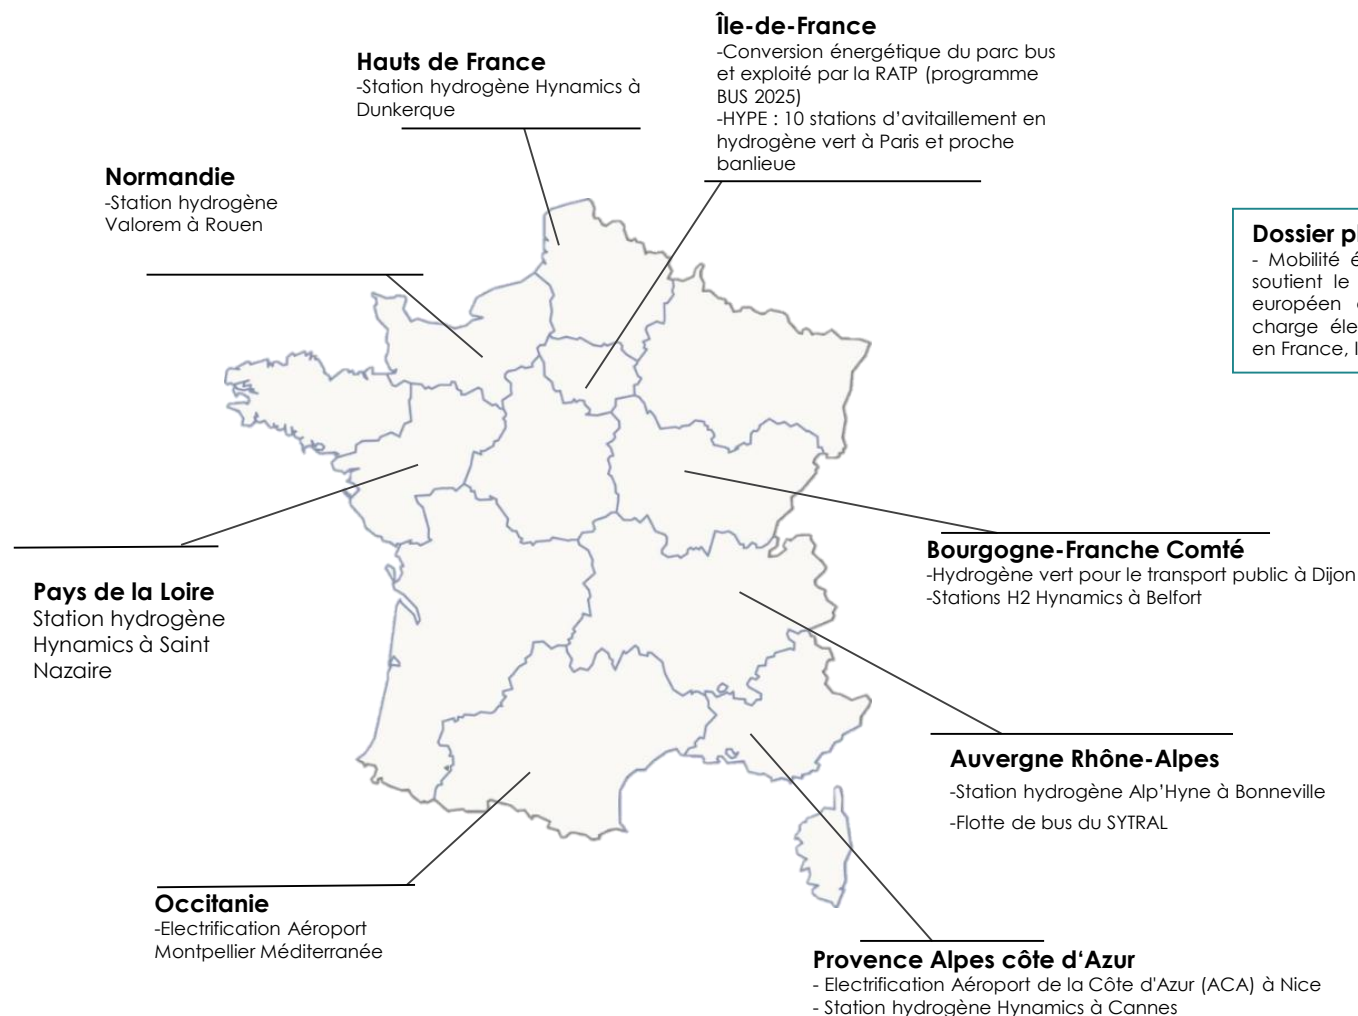 Île-de-France
-Conversion énergétique du parc bus
et exploité par la RATP (programme
BUS 2025)
-HYPE : 10 stations d’avitaillement en
hydrogène vert à Paris et proche
banlieue
Hauts de France
-Station hydrogène Hynamics à
Dunkerque
Normandie
-Station hydrogène
Valorem à Rouen
Dossier
- Mobilité
soutient le
européen
charge
en France,
Bourgogne-Franche Comté
-Hydrogène vert pour le transport public à Dijon
-Stations H2 Hynamics à Belfort
Pays de la Loire
Station hydrogène
Hynamics à Saint
Nazaire
Auvergne Rhône-Alpes
-Station hydrogène Alp’Hyne à Bonneville
-Flotte de bus du SYTRAL
Occitanie
-Electrification Aéroport
Montpellier Méditerranée
Provence Alpes côte d‘Azur
- Electrification Aéroport de la Côte d'Azur (ACA) à Nice
- Station hydrogène Hynamics à Cannes